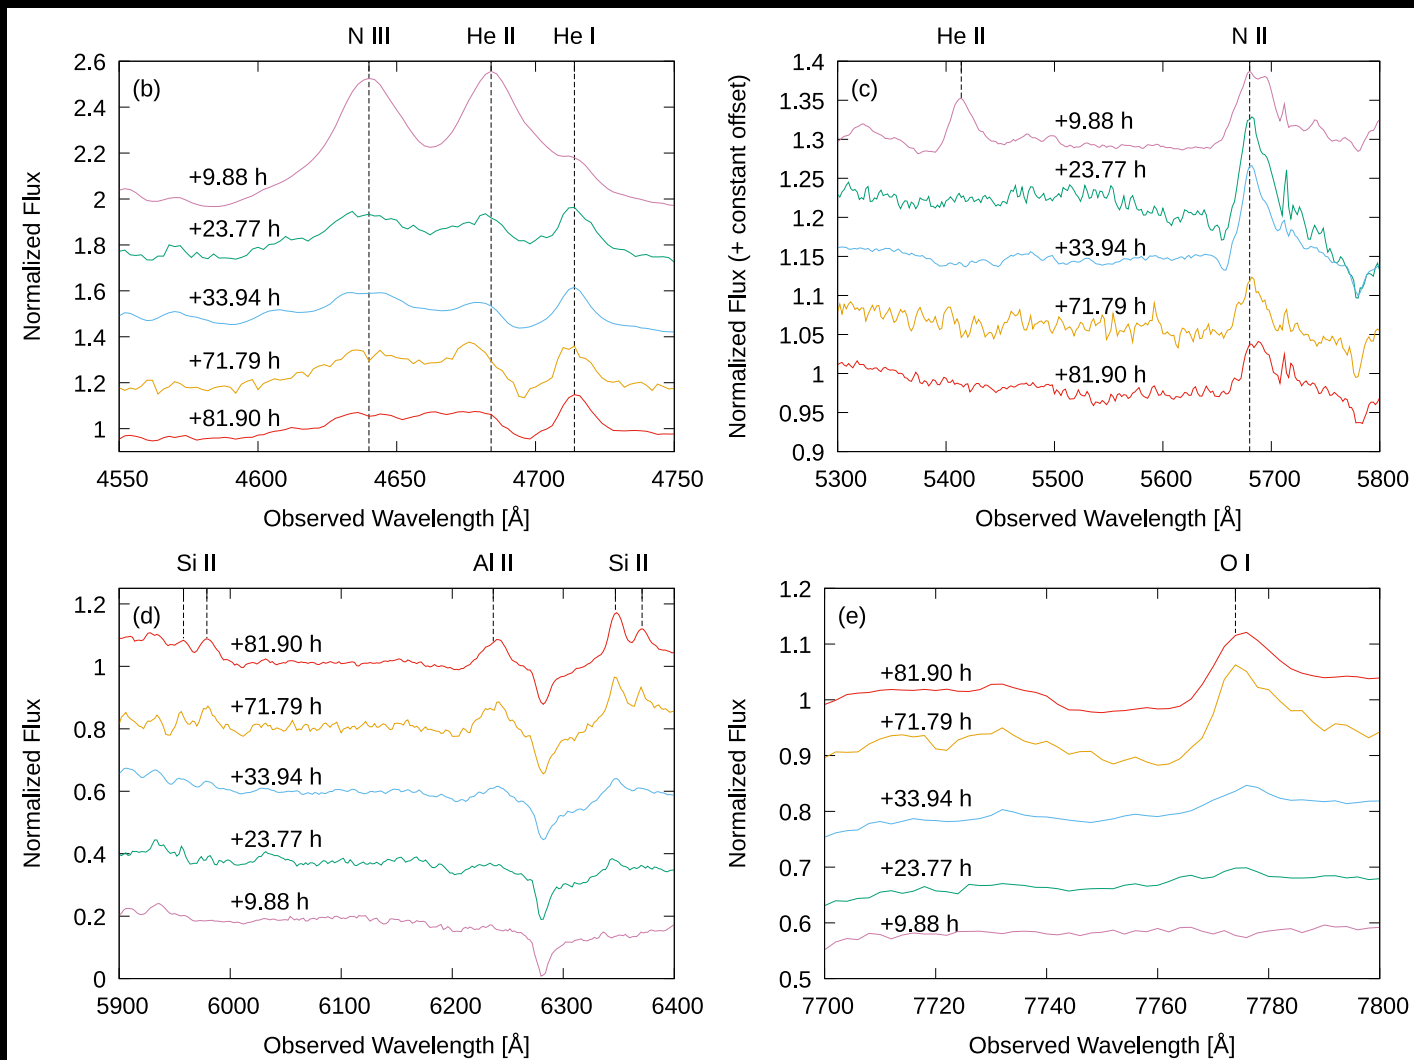 N III He II He I
(b)
2.6
2.4
2.2
2
1.8
1.6
1.4
1.2
1
Normalized Flux
+9.88 h
+23.77 h
+33.94 h
+71.79 h
+81.90 h
4550 4600 4650 4700 4750
Observed Wavelength [Å]
He II N II
(c)
1.4
1.35
1.3
1.25
1.2
1.15
1.1
1.05
1
0.95
0.9
Normalized Flux (+ constant offset)
+9.88 h
+23.77 h
+33.94 h
+71.79 h
+81.90 h
5300 5400 5500 5600 5700 5800
Observed Wavelength [Å]
Si II Al II Si II
(d)
1.2
1
0.8
0.6
0.4
0.2
0
Normalized Flux
+81.90 h
+71.79 h
+33.94 h
+23.77 h
+9.88 h
5900 6000 6100 6200 6300 6400
Observed Wavelength [Å]
O I
(e)
1.2
1.1
1
0.9
0.8
0.7
0.6
0.5
Normalized Flux
+81.90 h
+71.79 h
+33.94 h
+23.77 h
+9.88 h
7700 7720 7740 7760 7780 7800
Observed Wavelength [Å]